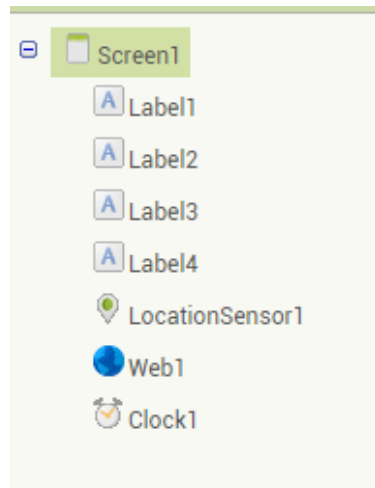 Screen1
A Label1
A Label2
A Label3
A Label4
LocationSensor1
Web1
Clock1